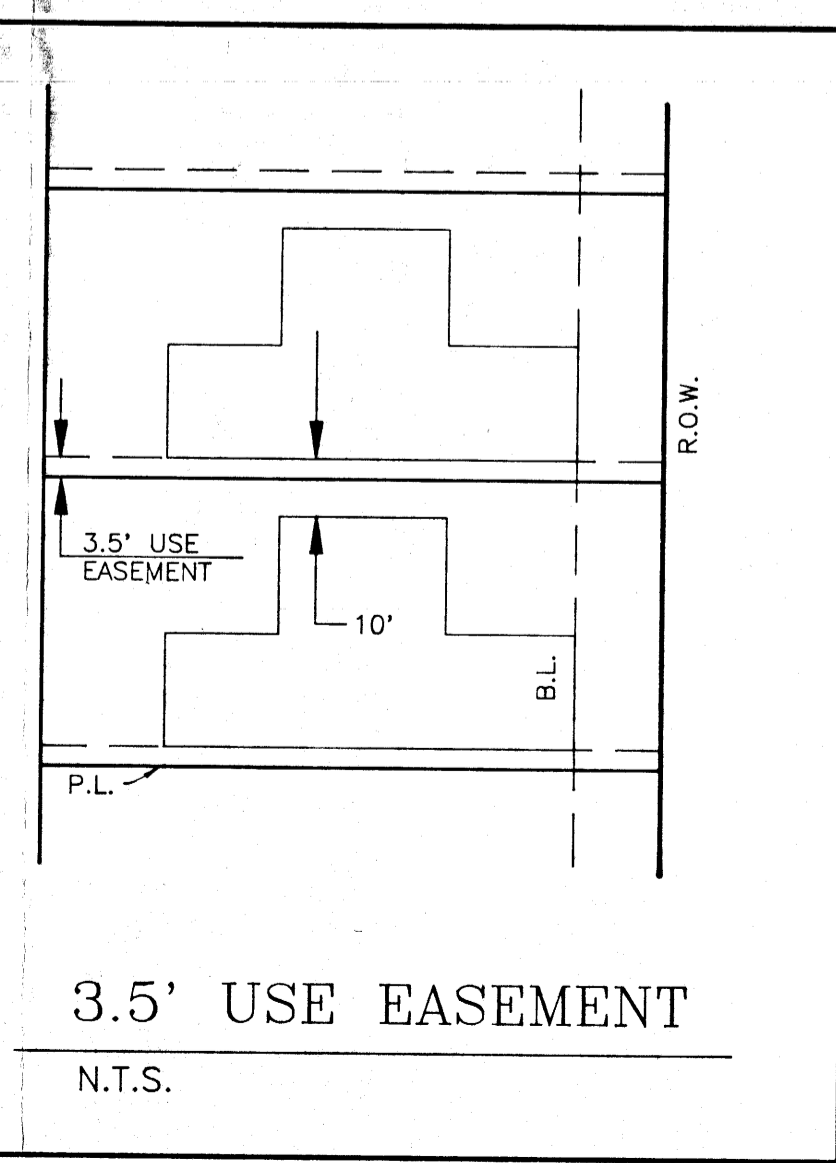 R.O.W.
3.5' USE
EASEMENT
10'
B.L.
P.L.
3.5' USE EASEMENT
N.T.S.